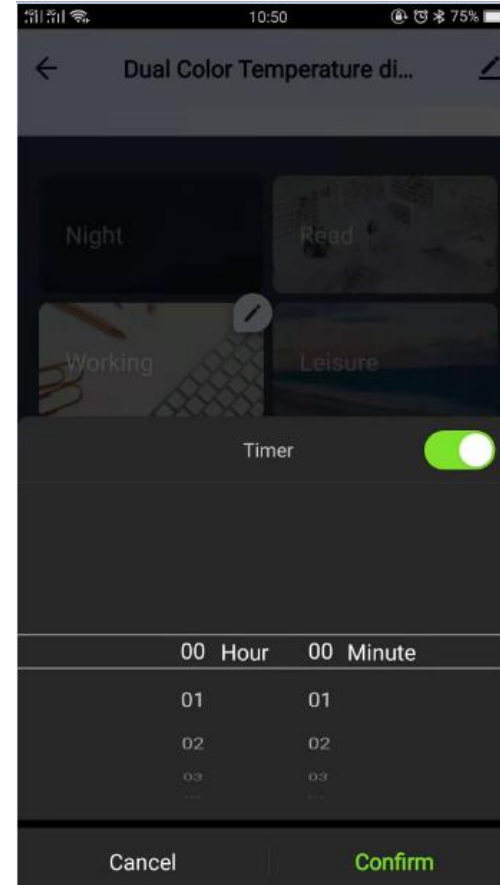 10:50 75%
Dual Color Temperature di...
Night Read
Working Leisure
Timer
00 Hour 00 Minute
01 01
02 02
03 03
Cancel Confirm